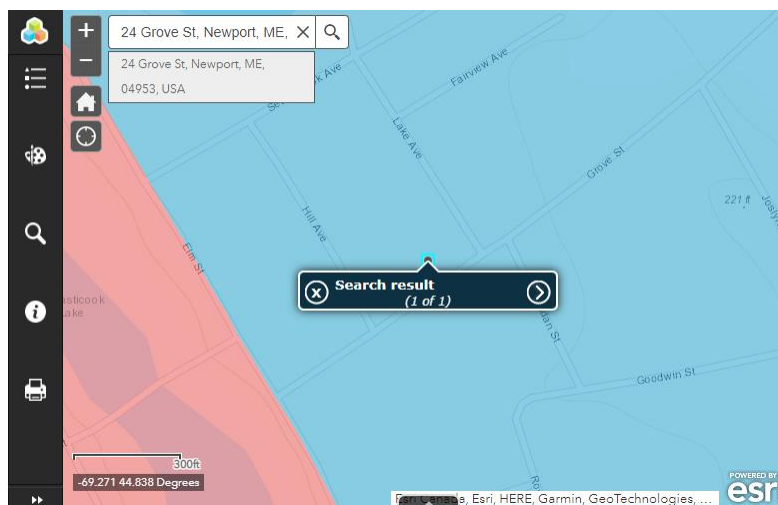 24 Grove St, Newport, ME,
24 Grove St, Newport, ME,
04953, USA
Fairview Ave
Lake Ave
Grove St
Hill Ave
221 ft
Elm St
Search result
(1 of 1)
Goodwin St
300ft
-69.271 44.838 Degrees
POWERED BY
esri
Esri Canada, Esri, HERE, Garmin, GeoTechnologies, ...